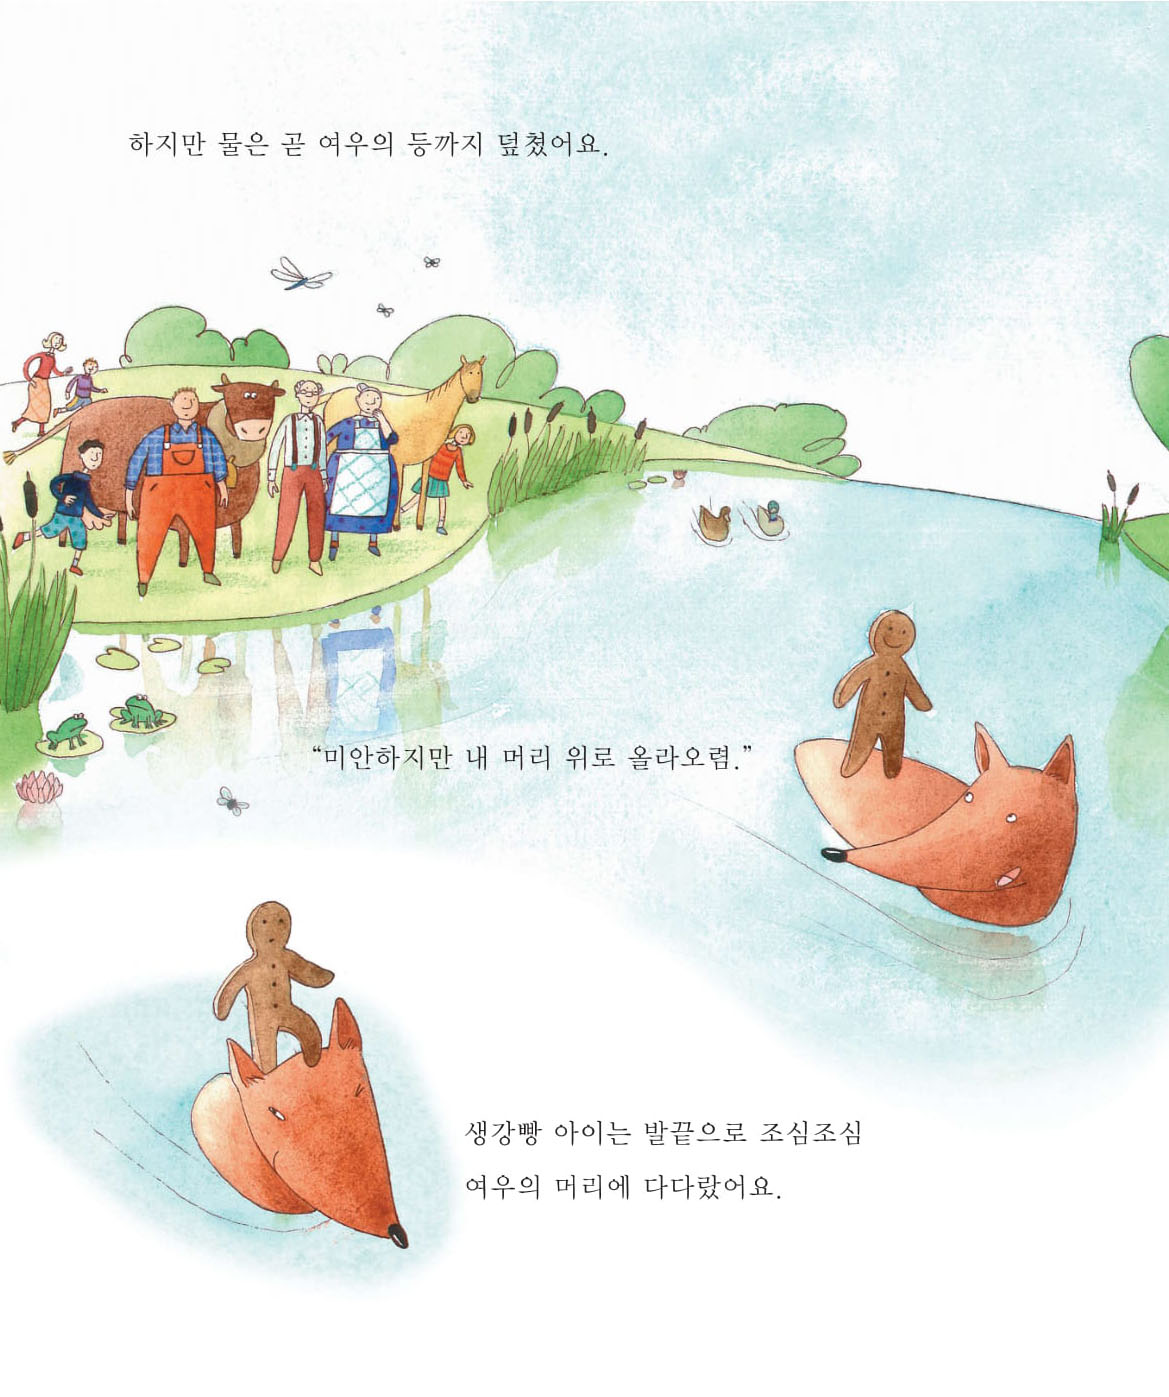 하지만 물은 곧 여우의 등까지 덮쳤어요.
“미안하지만 내 머리 위로 올라오렴.”
생강빵 아이는 발끝으로 조심조심
여우의 머리에 다다랐어요.